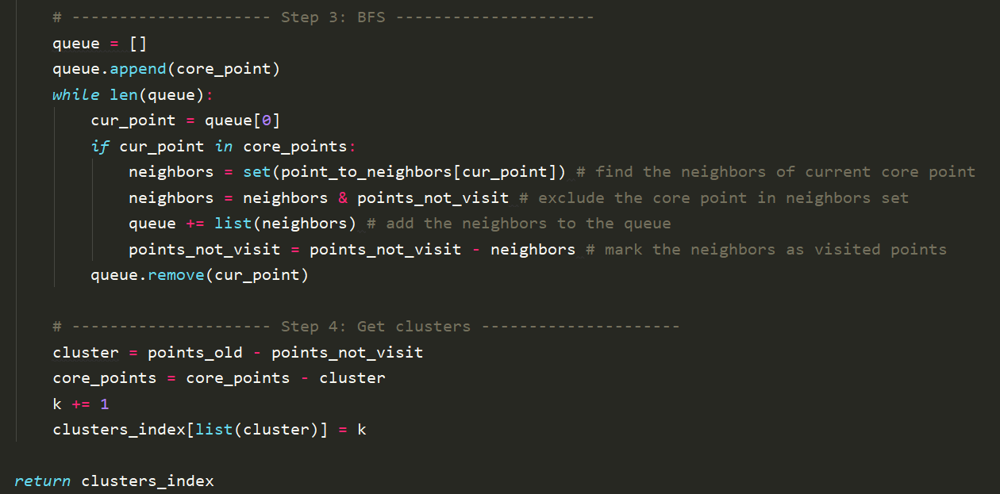 # --------------------- Step 3: BFS ---------------------
queue = []
queue.append(core_point)
while len(queue):
cur_point = queue[0]
if cur_point in core_points:
neighbors = set(point_to_neighbors[cur_point]) # find the neighbors of current core point
neighbors = neighbors & points_not_visit # exclude the core point in neighbors set
queue += list(neighbors) # add the neighbors to the queue
points_not_visit = points_not_visit - neighbors # mark the neighbors as visited points
queue.remove(cur_point)
# --------------------- Step 4: Get clusters ---------------------
cluster = points_old - points_not_visit
core_points = core_points - cluster
k += 1
clusters_index[list(cluster)] = k
return clusters_index